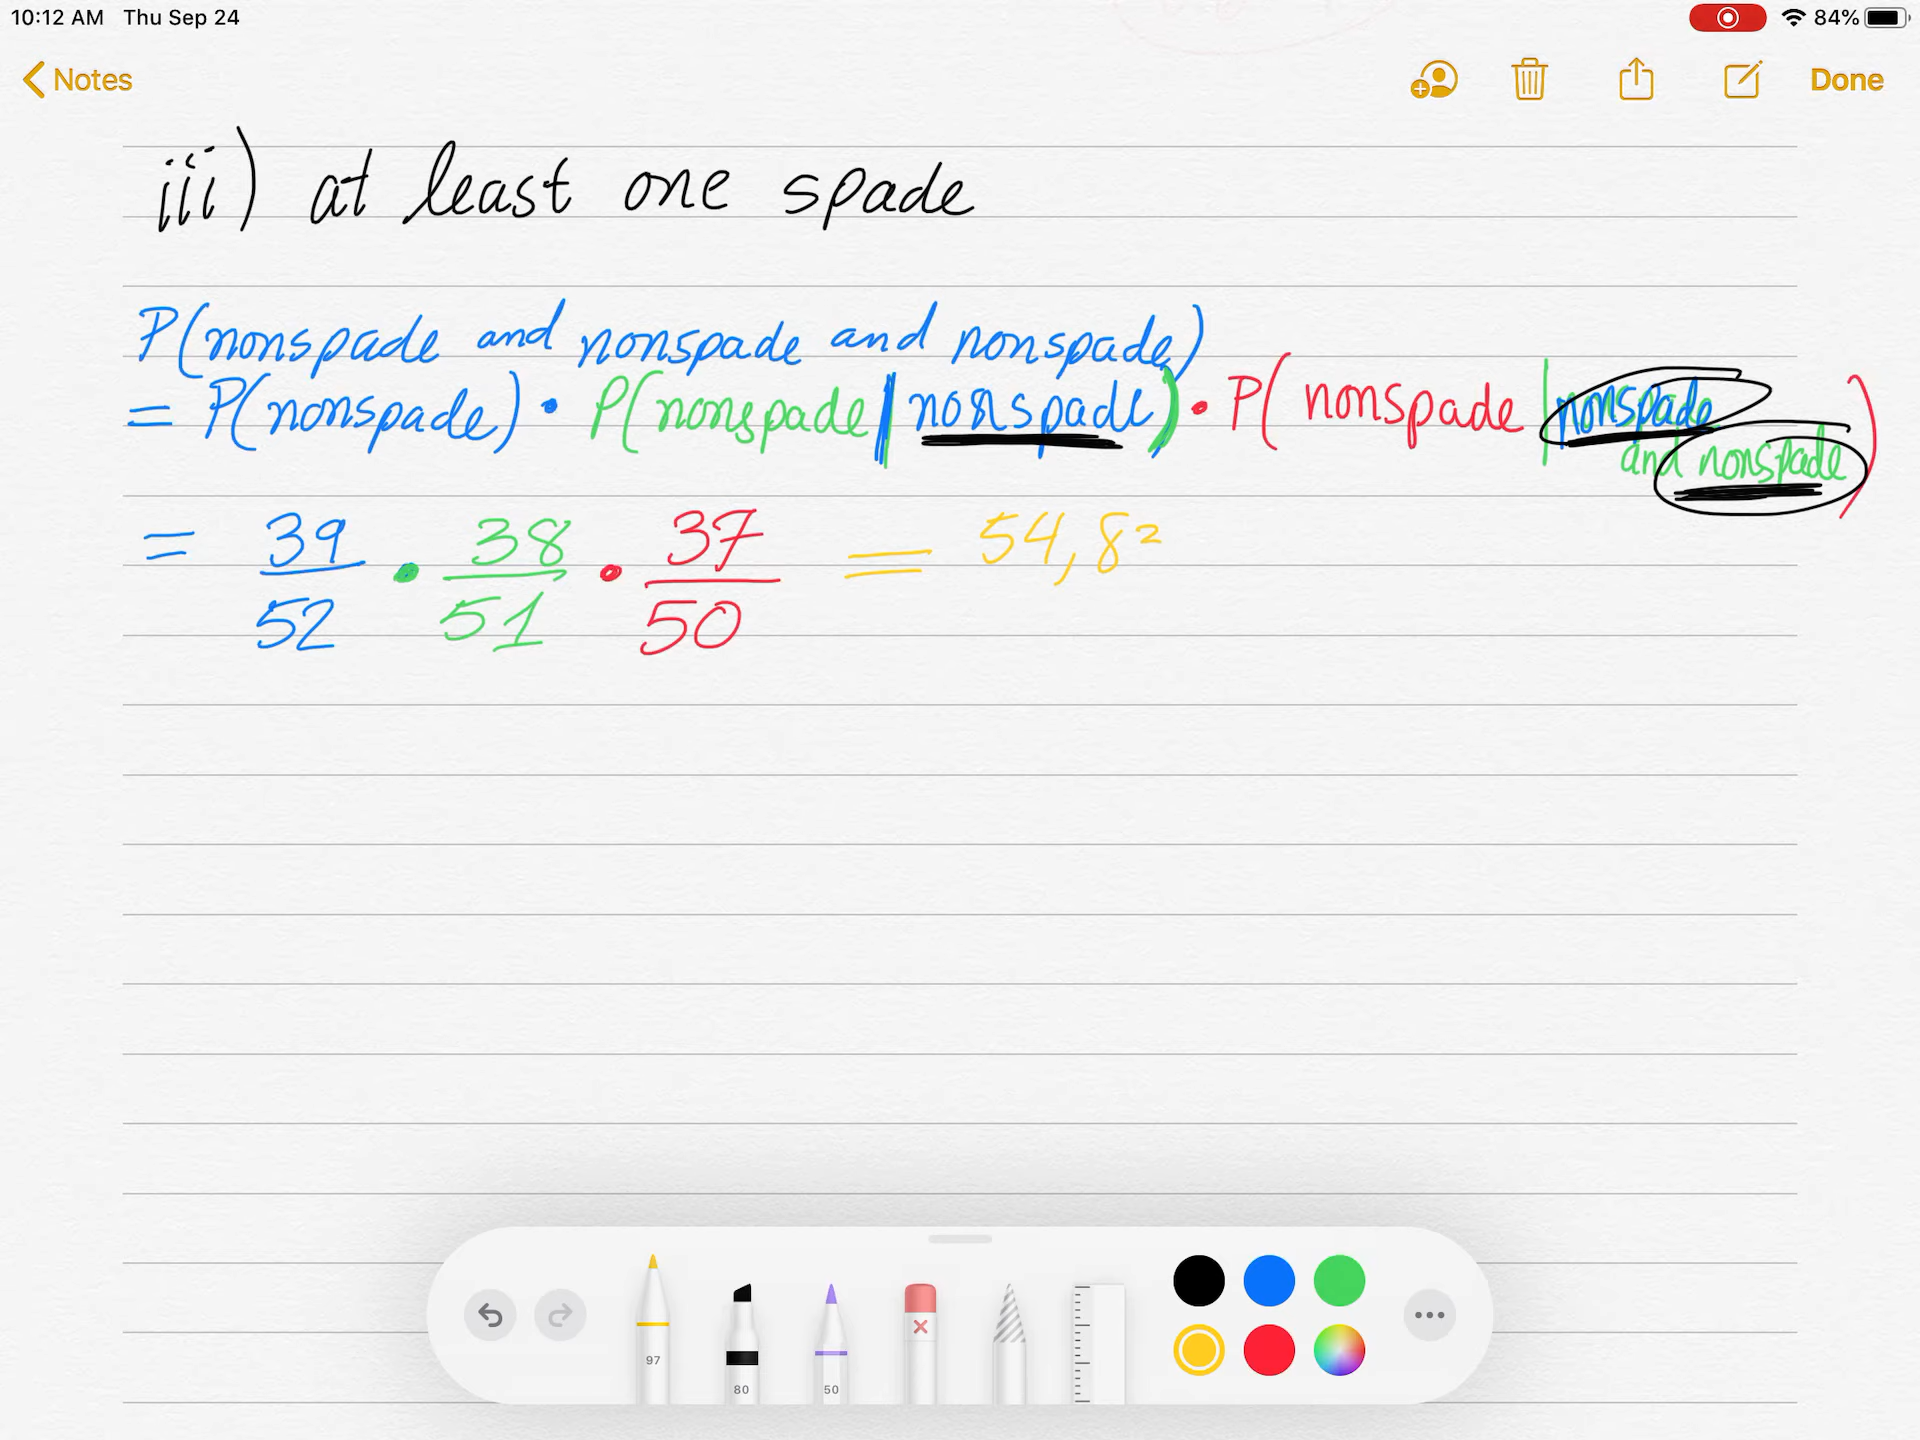 10:12 AM Thu Sep 24 84%
Notes Done
iii) at least one spade
P(nonspade and nonspade and nonspade)
= P(nonspade) • P(nonspade | nonspade) • P(nonspade | nonspade
and nonspade)
= 39/52 • 38/51 • 37/50 = 54,82
97 80 50